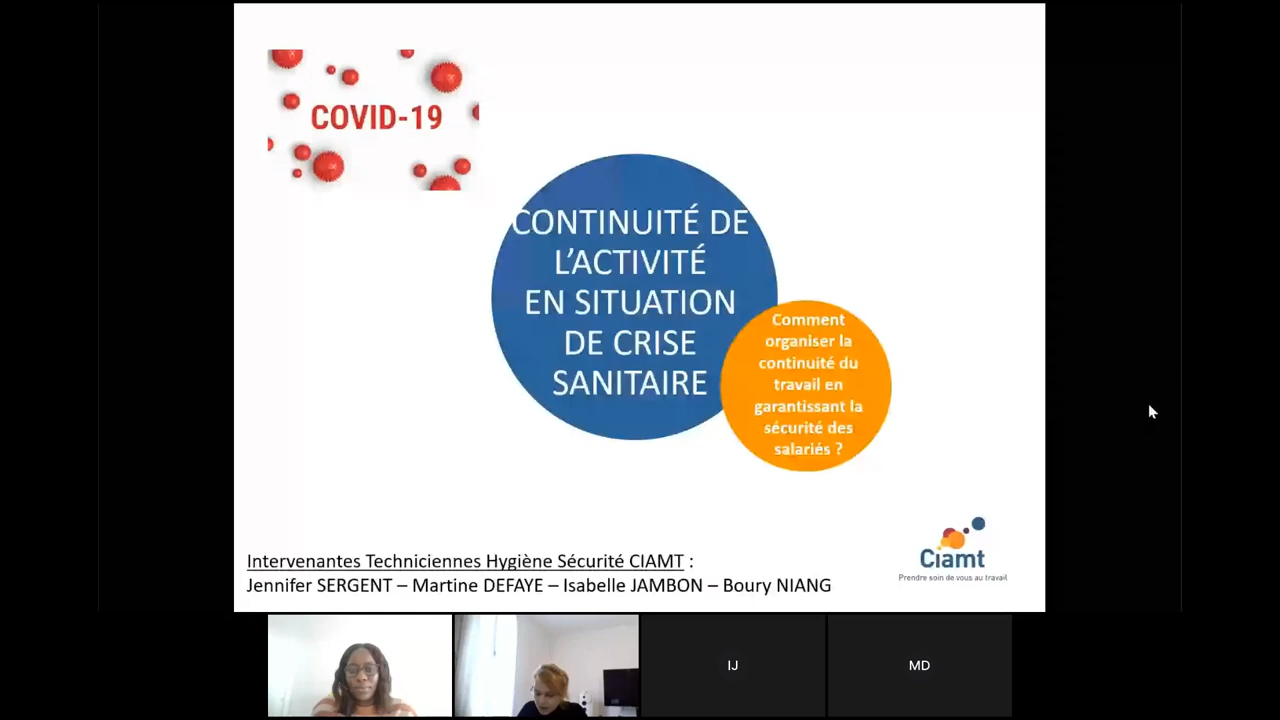 COVID-19
CONTINUITÉ DE
L'ACTIVITÉ
EN SITUATION
DE CRISE
SANITAIRE
Comment
organiser la
continuité du
travail en
garantissant la
sécurité des
salariés ?
Intervenantes Techniciennes Hygiène Sécurité CIAMT :
Jennifer SERGENT – Martine DEFAYE – Isabelle JAMBON – Boury NIANG
Ciamt
Prendre soin de vous au travail
IJ
MD